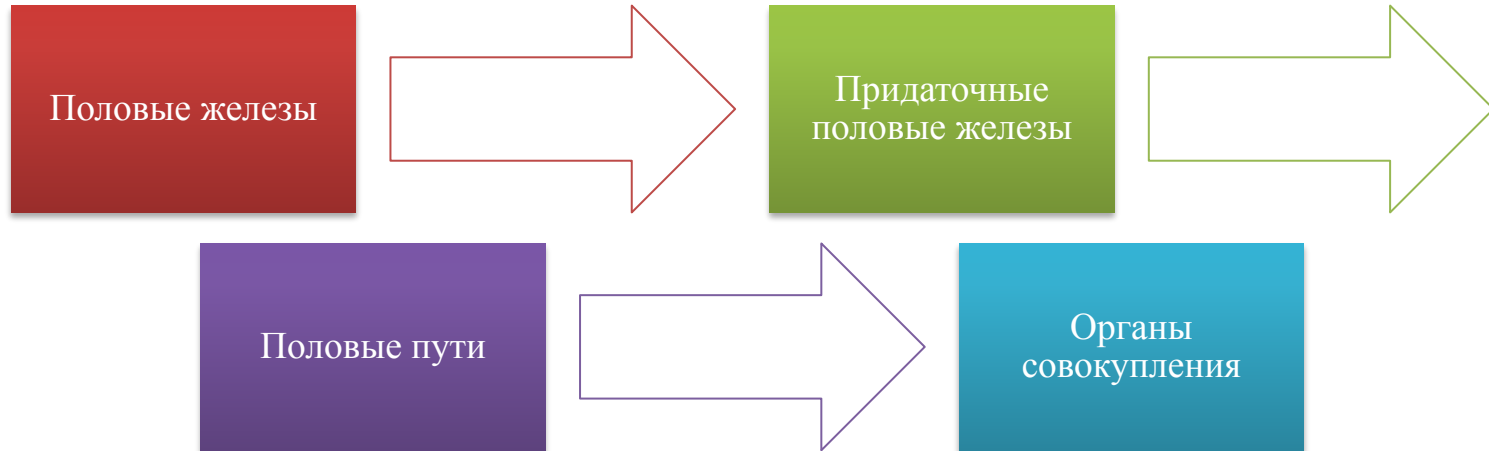 Половые железы
Придаточные
половые железы
Половые пути
Органы
совокупления